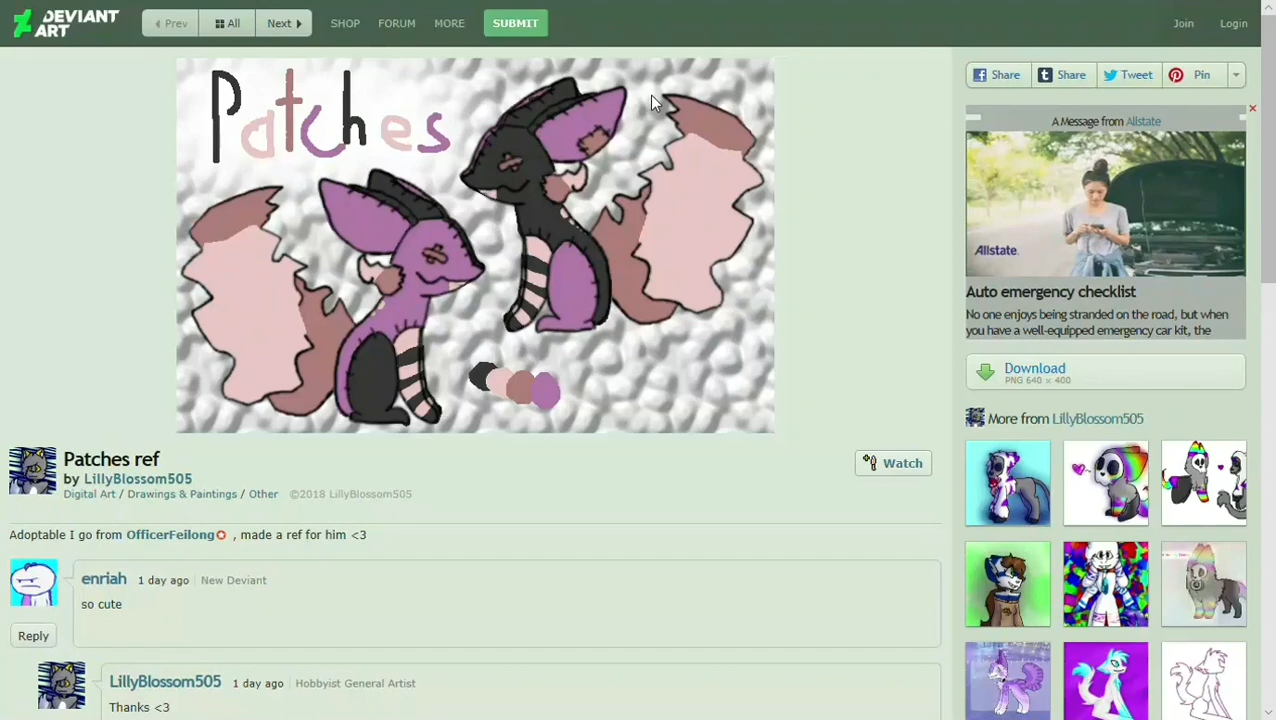 DEVIANT ART
Prev
All
Next
SHOP
FORUM
MORE
SUBMIT
Join
Login
Patches
Share
Share
Tweet
Pin
A Message from Allstate
Allstate.
Auto emergency checklist
No one enjoys being stranded on the road, but when
you have a well-equipped emergency car kit, the
Download
PNG 640 × 400
More from LillyBlossom505
Patches ref
by LillyBlossom505
Digital Art / Drawings & Paintings / Other ©2018 LillyBlossom505
Watch
Adoptable I go from OfficerFeilong , made a ref for him <3
enriah 1 day ago New Deviant
so cute
Reply
LillyBlossom505 1 day ago Hobbyist General Artist
Thanks <3